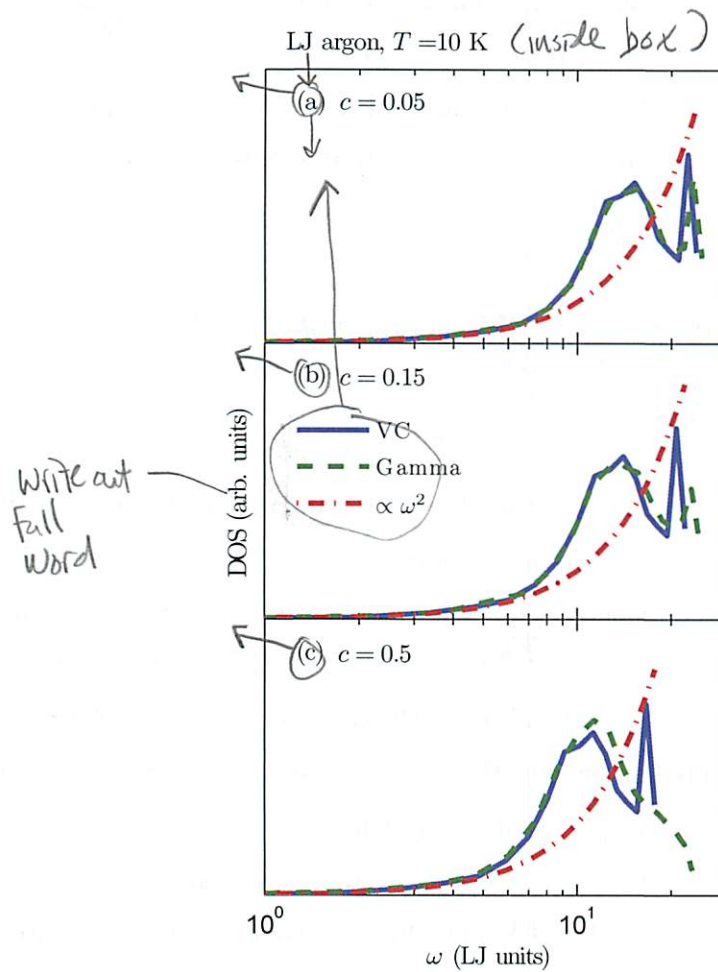 LJ argon, T =10 K (inside box)
(a) c = 0.05
(b) c = 0.15
VC
Gamma
∝ ω²
DOS (arb. units)
Write out
full
word
(c) c = 0.5
10⁰ 10¹
ω (LJ units)